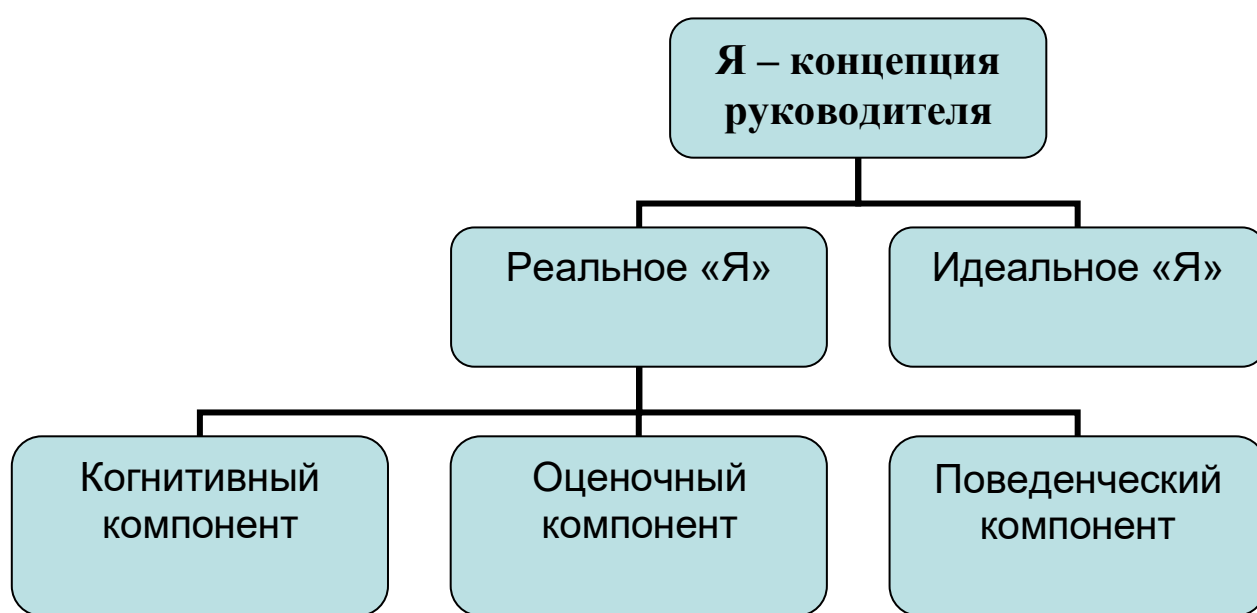 Я – концепция
руководителя
Реальное «Я»
Идеальное «Я»
Когнитивный
компонент
Оценочный
компонент
Поведенческий
компонент